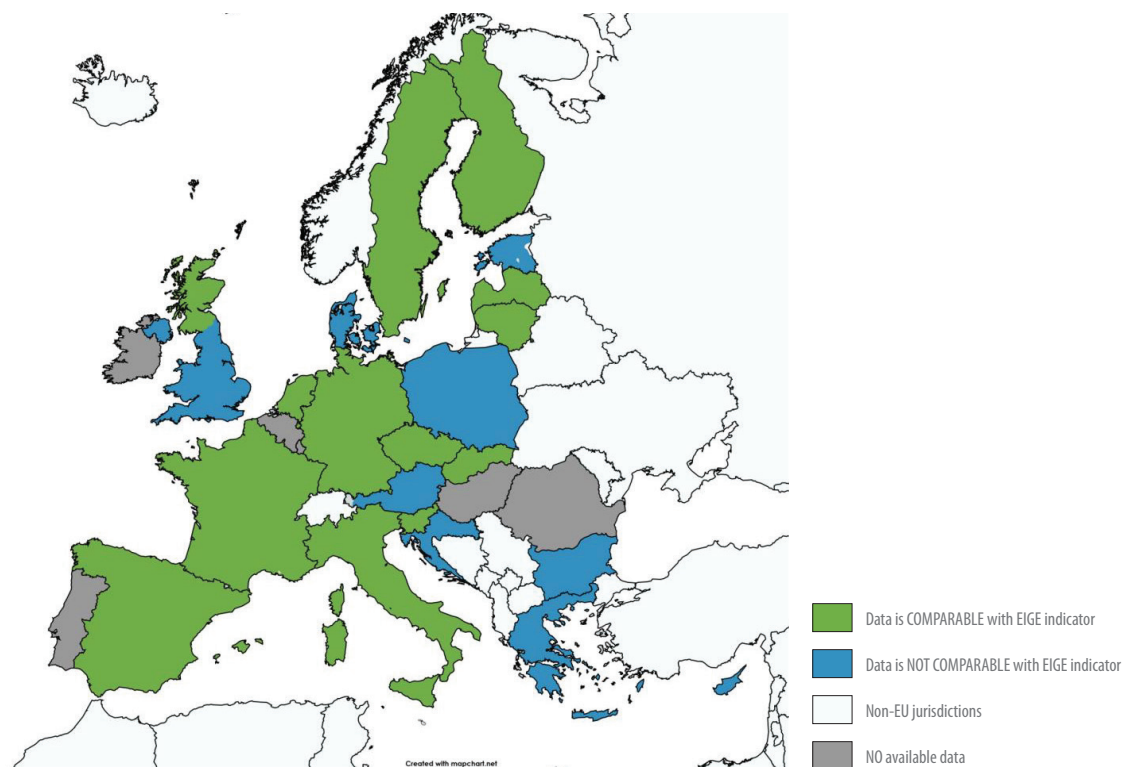 Data is COMPARABLE with EIGE indicator
Data is NOT COMPARABLE with EIGE indicator
Non-EU jurisdictions
NO available data
Created with mapchart.net